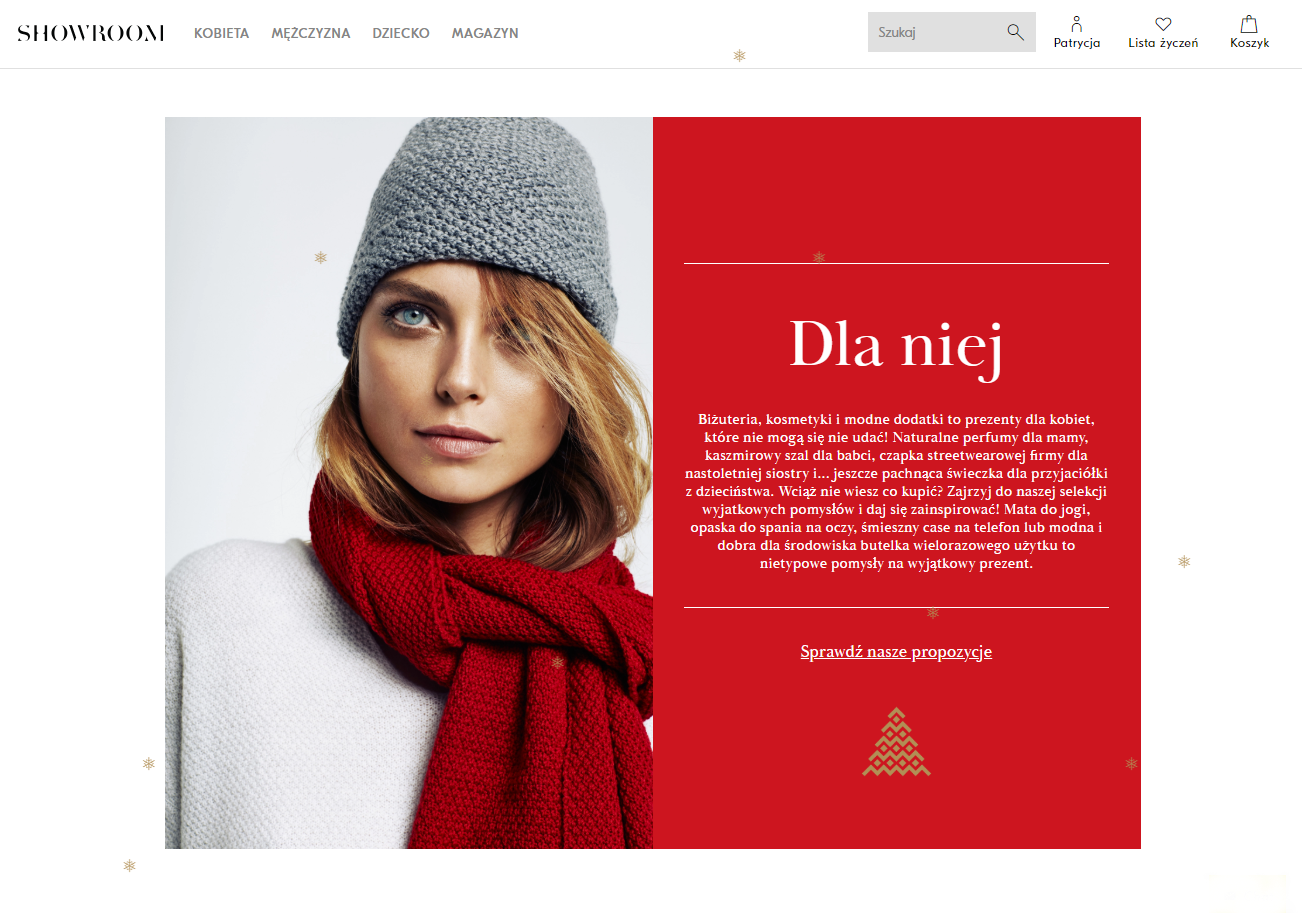 SHOWROOM
KOBIETA
MĘŻCZYZNA
DZIECKO
MAGAZYN
Szukaj
Patrycja
Lista życzeń
Koszyk
Dla niej
Biżuteria, kosmetyki i modne dodatki to prezenty dla kobiet,
które nie mogą się nie udać! Naturalne perfumy dla mamy,
kaszmirowy szal dla babci, czapka streetwearowej firmy dla
nastoletniej siostry i... jeszcze pachnąca świeczka dla przyjaciółki
z dzieciństwa. Wciąż nie wiesz co kupić? Zajrzyj do naszej selekcji
wyjatkowych pomysłów i daj się zainspirować! Mata do jogi,
opaska do spania na oczy, śmieszny case na telefon lub modna i
dobra dla środowiska butelka wielorazowego użytku to
nietypowe pomysły na wyjątkowy prezent.
Sprawdź nasze propozycje